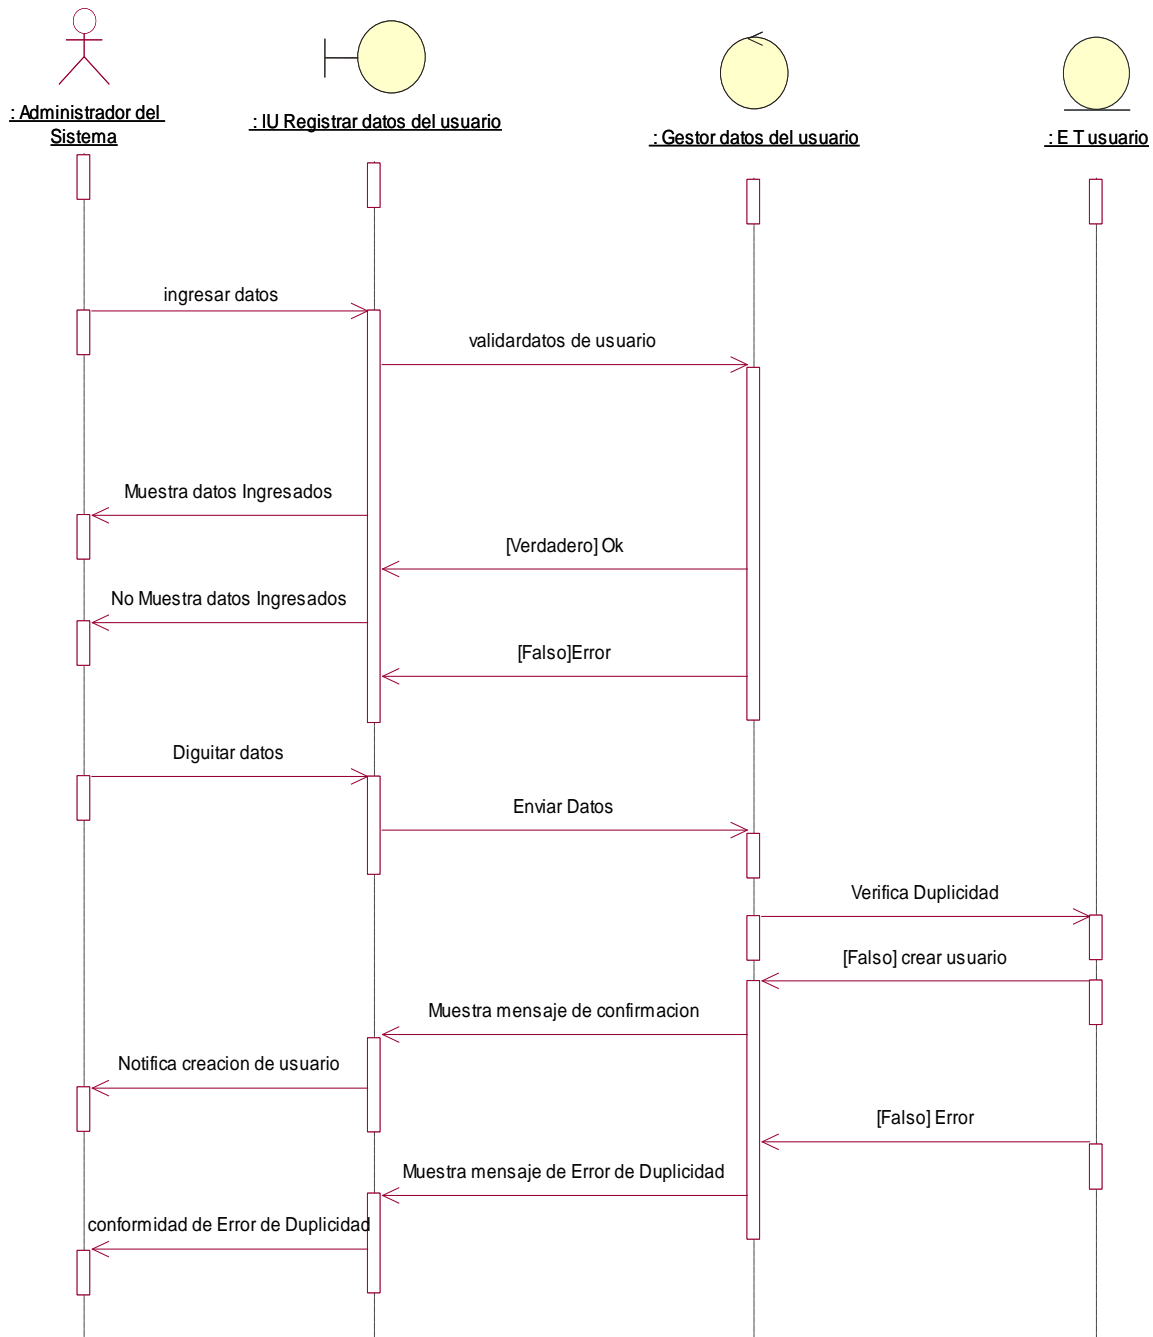 : Administrador del
Sistema
: IU Registrar datos del usuario
: Gestor datos del usuario
: E T usuario
ingresar datos
validardatos de usuario
Muestra datos Ingresados
[Verdadero] Ok
No Muestra datos Ingresados
[Falso]Error
Diguitar datos
Enviar Datos
Verifica Duplicidad
[Falso] crear usuario
Muestra mensaje de confirmacion
Notifica creacion de usuario
[Falso] Error
Muestra mensaje de Error de Duplicidad
conformidad de Error de Duplicidad